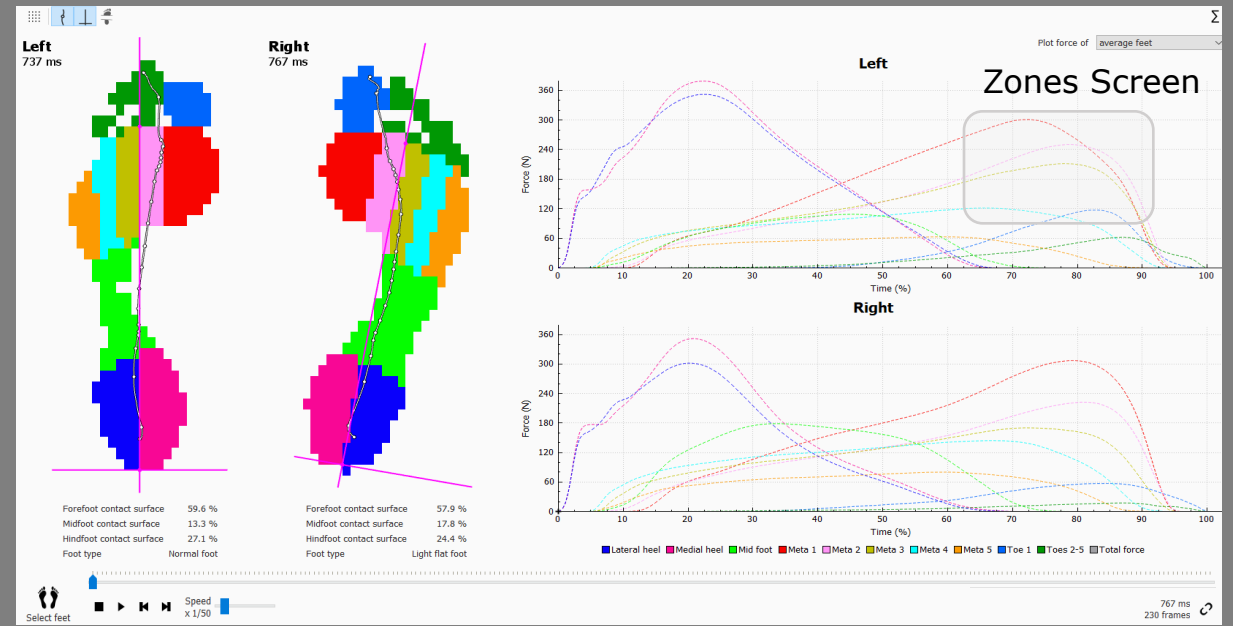 Σ
Left
737 ms
Right
767 ms
Plot force of average feet
Zones Screen
Left
Force (N)
360
300
240
180
120
60
0
0 10 20 30 40 50 60 70 80 90 100
Time (%)
Right
Force (N)
360
300
240
180
120
60
0
0 10 20 30 40 50 60 70 80 90 100
Time (%)
Lateral heel Medial heel Mid foot Meta 1 Meta 2 Meta 3 Meta 4 Meta 5 Toe 1 Toes 2-5 Total force
Forefoot contact surface 59.6 %
Midfoot contact surface 13.3 %
Hindfoot contact surface 27.1 %
Foot type Normal foot
Forefoot contact surface 57.9 %
Midfoot contact surface 17.8 %
Hindfoot contact surface 24.4 %
Foot type Light flat foot
Select feet
Speed
x 1/50
767 ms
230 frames